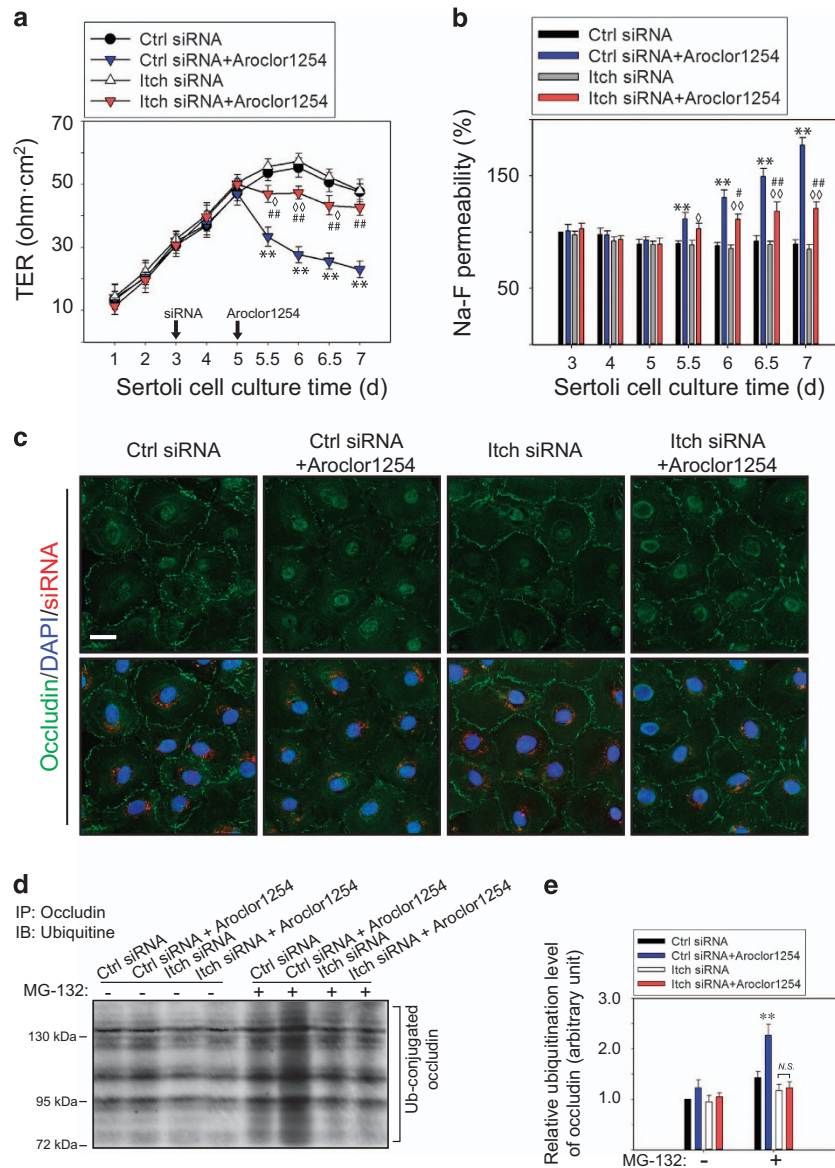 a
Ctrl siRNA
Ctrl siRNA+Aroclor1254
Itch siRNA
Itch siRNA+Aroclor1254
TER (ohm·cm²)
70
50
30
10
◊
##
◊◊
##
◊
##
##
**
**
**
**
siRNA
Aroclor1254
1 2 3 4 5 5.5 6 6.5 7
Sertoli cell culture time (d)
b
Ctrl siRNA
Ctrl siRNA+Aroclor1254
Itch siRNA
Itch siRNA+Aroclor1254
Na-F permeability (%)
150
50
**
◊
**
#
◊◊
**
##
◊◊
**
##
◊◊
3 4 5 5.5 6 6.5 7
Sertoli cell culture time (d)
c
Ctrl siRNA
Ctrl siRNA
+Aroclor1254
Itch siRNA
Itch siRNA
+Aroclor1254
Occludin/DAPI/siRNA
d
IP: Occludin
IB: Ubiquitine
Ctrl siRNA
Ctrl siRNA + Aroclor1254
Itch siRNA
Itch siRNA + Aroclor1254
Ctrl siRNA
Ctrl siRNA + Aroclor1254
Itch siRNA
Itch siRNA + Aroclor1254
MG-132: - - - - + + + +
130 kDa
95 kDa
72 kDa
Ub-conjugated
occludin
e
Ctrl siRNA
Ctrl siRNA+Aroclor1254
Itch siRNA
Itch siRNA+Aroclor1254
Relative ubiquitination level
of occludin (arbitrary unit)
3.0
2.0
1.0
**
N.S.
MG-132: - +